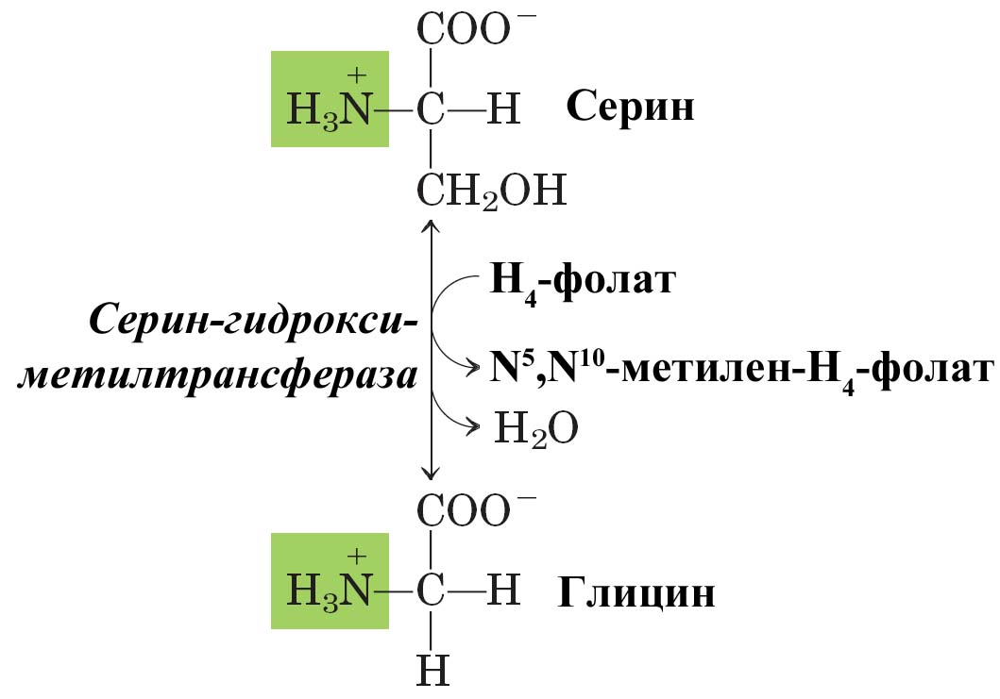 COO⁻
H₃N⁺—C—H Серин
CH₂OH
H₄-фолат
Серин-гидрокси-
метилтрансфераза
N⁵,N¹⁰-метилен-H₄-фолат
H₂O
COO⁻
H₃N⁺—C—H Глицин
H